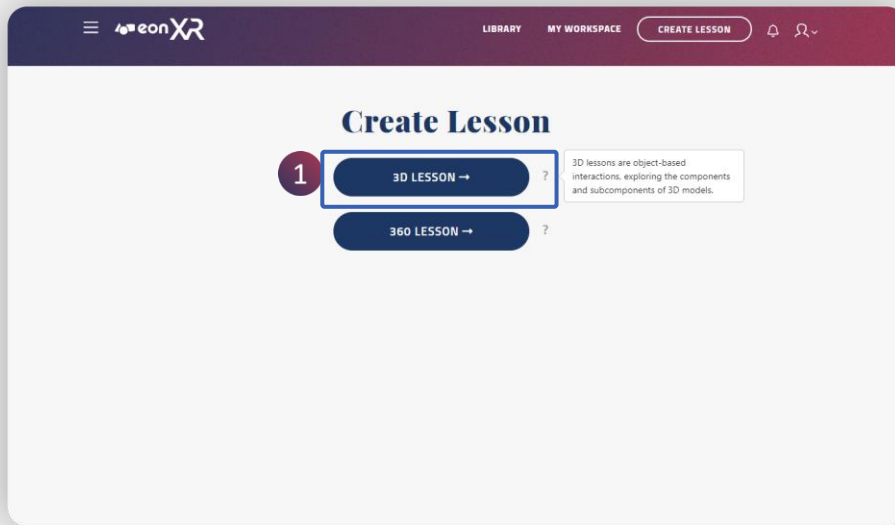 eonXR
LIBRARY
MY WORKSPACE
CREATE LESSON
Create Lesson
1
3D LESSON →
?
3D lessons are object-based
interactions, exploring the components
and subcomponents of 3D models.
360 LESSON →
?